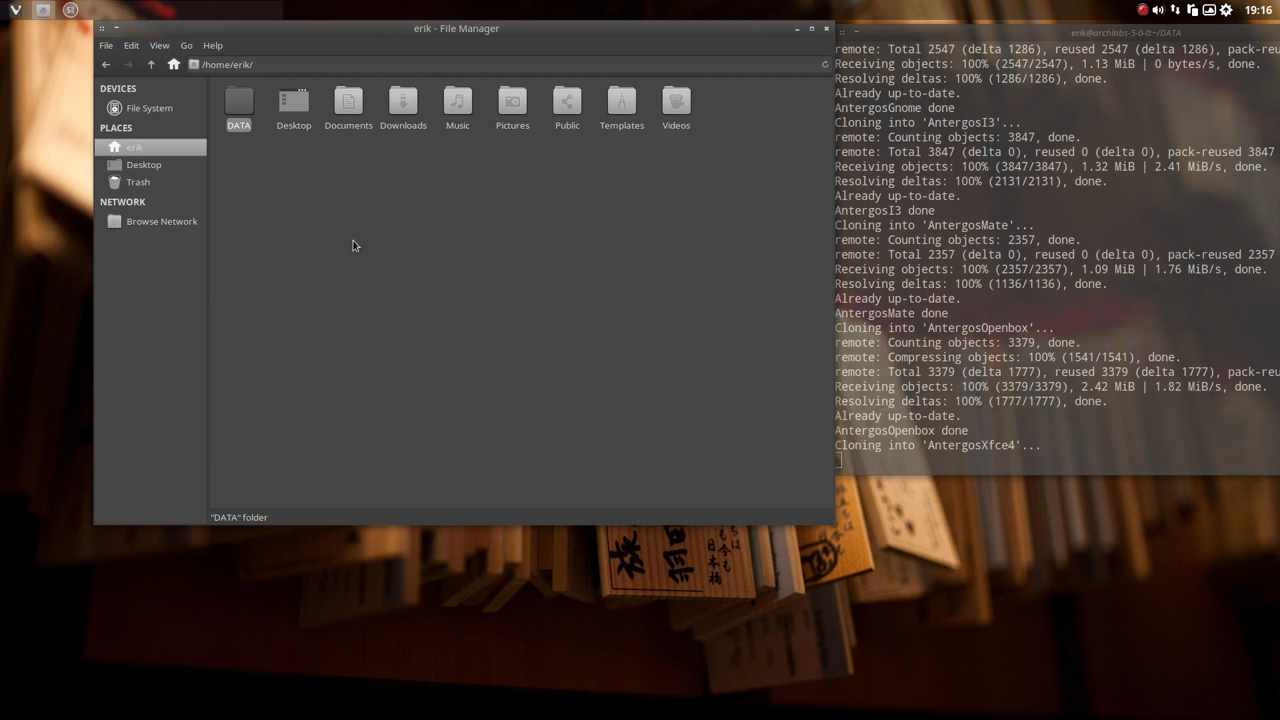 19:16
erik - File Manager
File Edit View Go Help
/home/erik/
DEVICES
File System
PLACES
erik
Desktop
Trash
NETWORK
Browse Network
DATA Desktop Documents Downloads Music Pictures Public Templates Videos
"DATA" folder
erik@archlabs-5-0-0:~/DATA
remote: Total 2547 (delta 1286), reused 2547 (delta 1286), pack-reu
Receiving objects: 100% (2547/2547), 1.13 MiB | 0 bytes/s, done.
Resolving deltas: 100% (1286/1286), done.
Already up-to-date.
AntergosGnome done
Cloning into 'AntergosI3'...
remote: Counting objects: 3847, done.
remote: Total 3847 (delta 0), reused 0 (delta 0), pack-reused 3847
Receiving objects: 100% (3847/3847), 1.32 MiB | 2.41 MiB/s, done.
Resolving deltas: 100% (2131/2131), done.
Already up-to-date.
AntergosI3 done
Cloning into 'AntergosMate'...
remote: Counting objects: 2357, done.
remote: Total 2357 (delta 0), reused 0 (delta 0), pack-reused 2357
Receiving objects: 100% (2357/2357), 1.09 MiB | 1.76 MiB/s, done.
Resolving deltas: 100% (1136/1136), done.
Already up-to-date.
AntergosMate done
Cloning into 'AntergosOpenbox'...
remote: Counting objects: 3379, done.
remote: Compressing objects: 100% (1541/1541), done.
remote: Total 3379 (delta 1777), reused 3379 (delta 1777), pack-reu
Receiving objects: 100% (3379/3379), 2.42 MiB | 1.82 MiB/s, done.
Resolving deltas: 100% (1777/1777), done.
Already up-to-date.
AntergosOpenbox done
Cloning into 'AntergosXfce4'...
日本橋